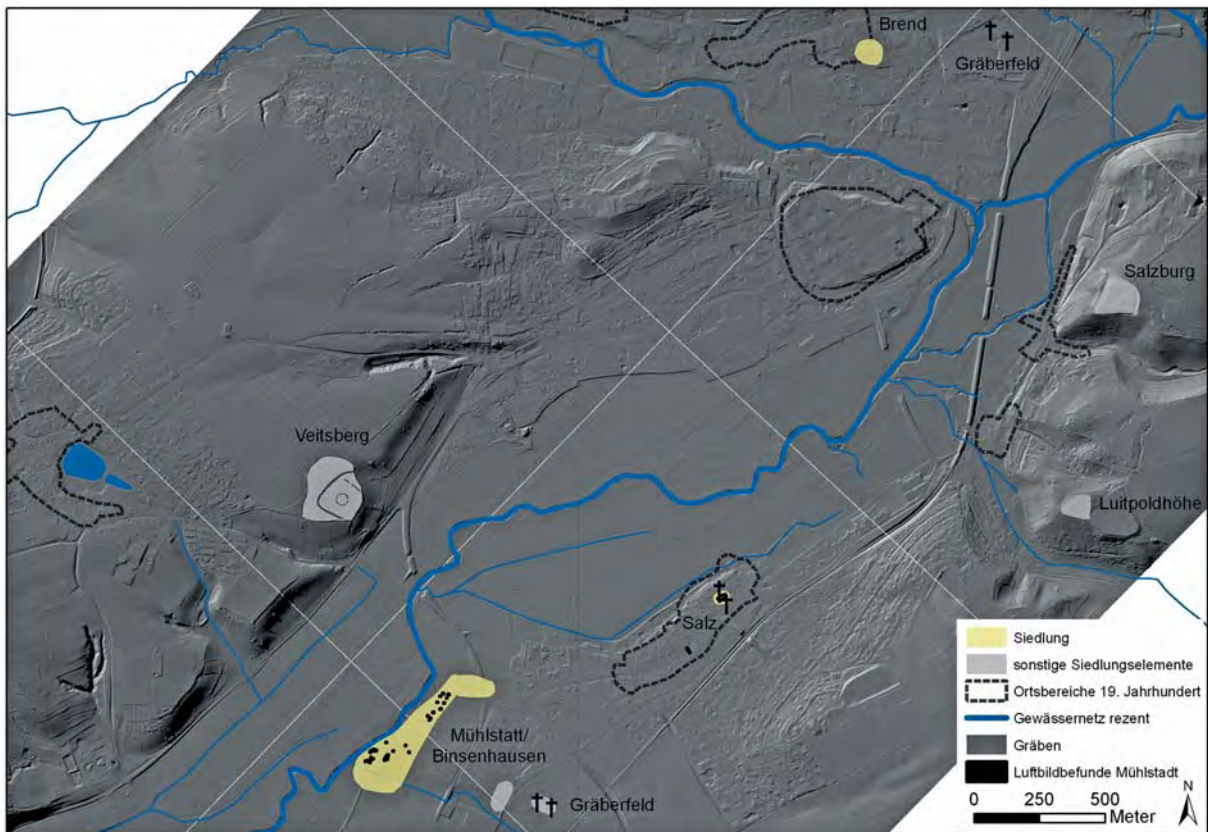 Brend
Gräberfeld
Salzburg
Veitsberg
Luitpoldhöhe
Salz
Mühlstatt/
Binsenhausen
Gräberfeld
Siedlung
sonstige Siedlungselemente
Ortsbereiche 19. Jahrhundert
Gewässernetz rezent
Gräben
Luftbildbefunde Mühlstadt
N
0 250 500
Meter